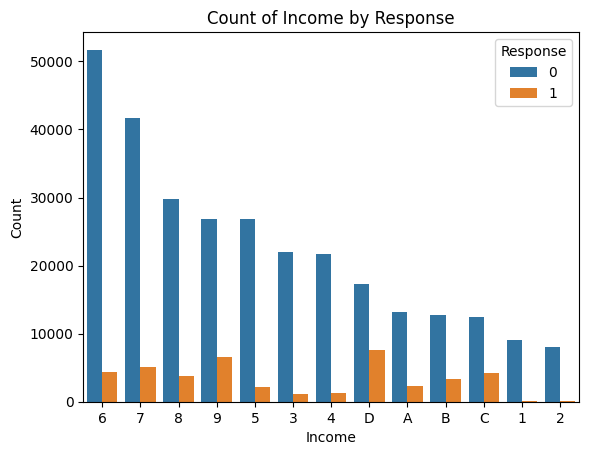 Count of Income by Response
Response
0
1
50000
40000
30000
20000
10000
0
Count
6 7 8 9 5 3 4 D A B C 1 2
Income